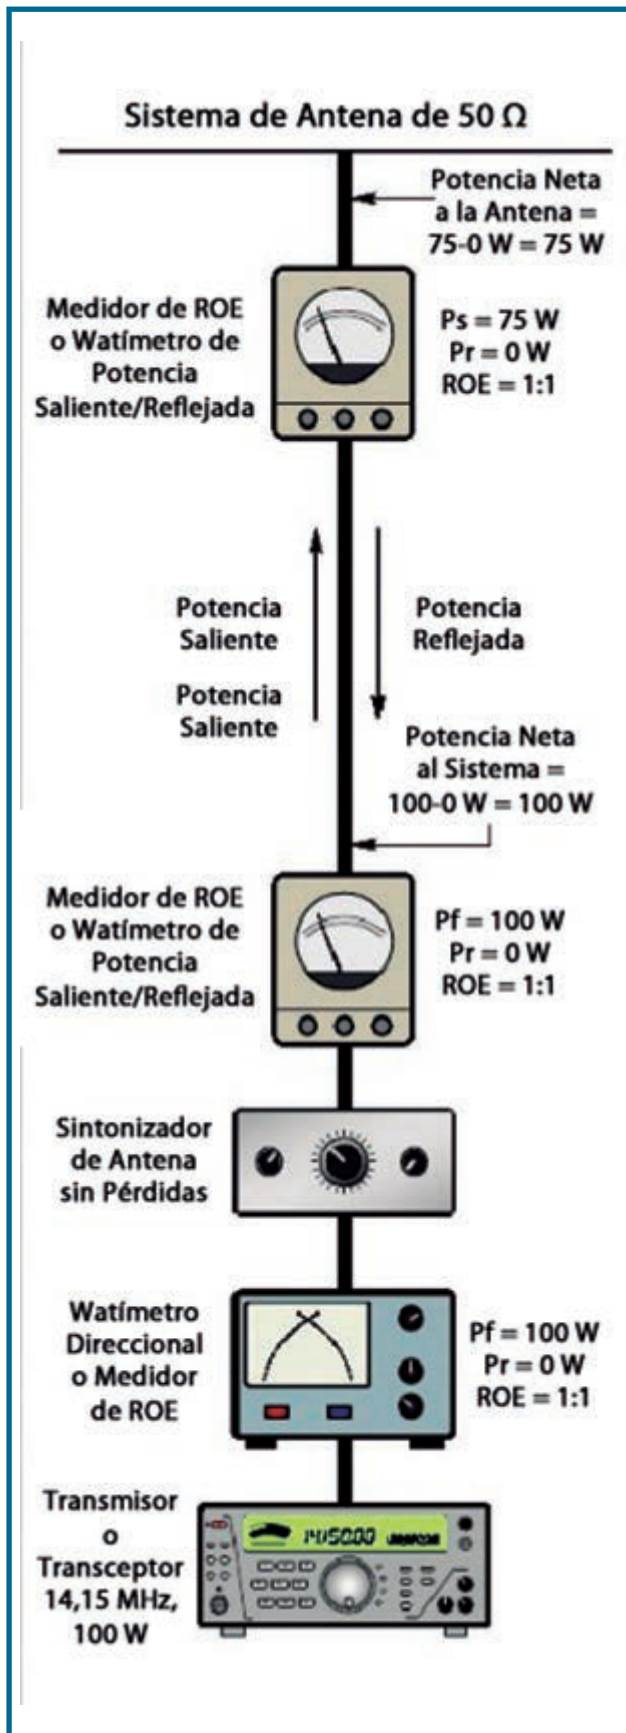 Sistema de Antena de 50 Ω
Potencia Neta
a la Antena =
75-0 W = 75 W
Medidor de ROE
o Watímetro de
Potencia
Saliente/Reflejada
Ps = 75 W
Pr = 0 W
ROE = 1:1
Potencia
Saliente
Potencia
Reflejada
Potencia
Saliente
Potencia Neta
al Sistema =
100-0 W = 100 W
Medidor de ROE
o Watímetro de
Potencia
Saliente/Reflejada
Pf = 100 W
Pr = 0 W
ROE = 1:1
Sintonizador
de Antena
sin Pérdidas
Watímetro
Direccional
o Medidor
de ROE
Pf = 100 W
Pr = 0 W
ROE = 1:1
Transmisor
o
Transceptor
14,15 MHz,
100 W